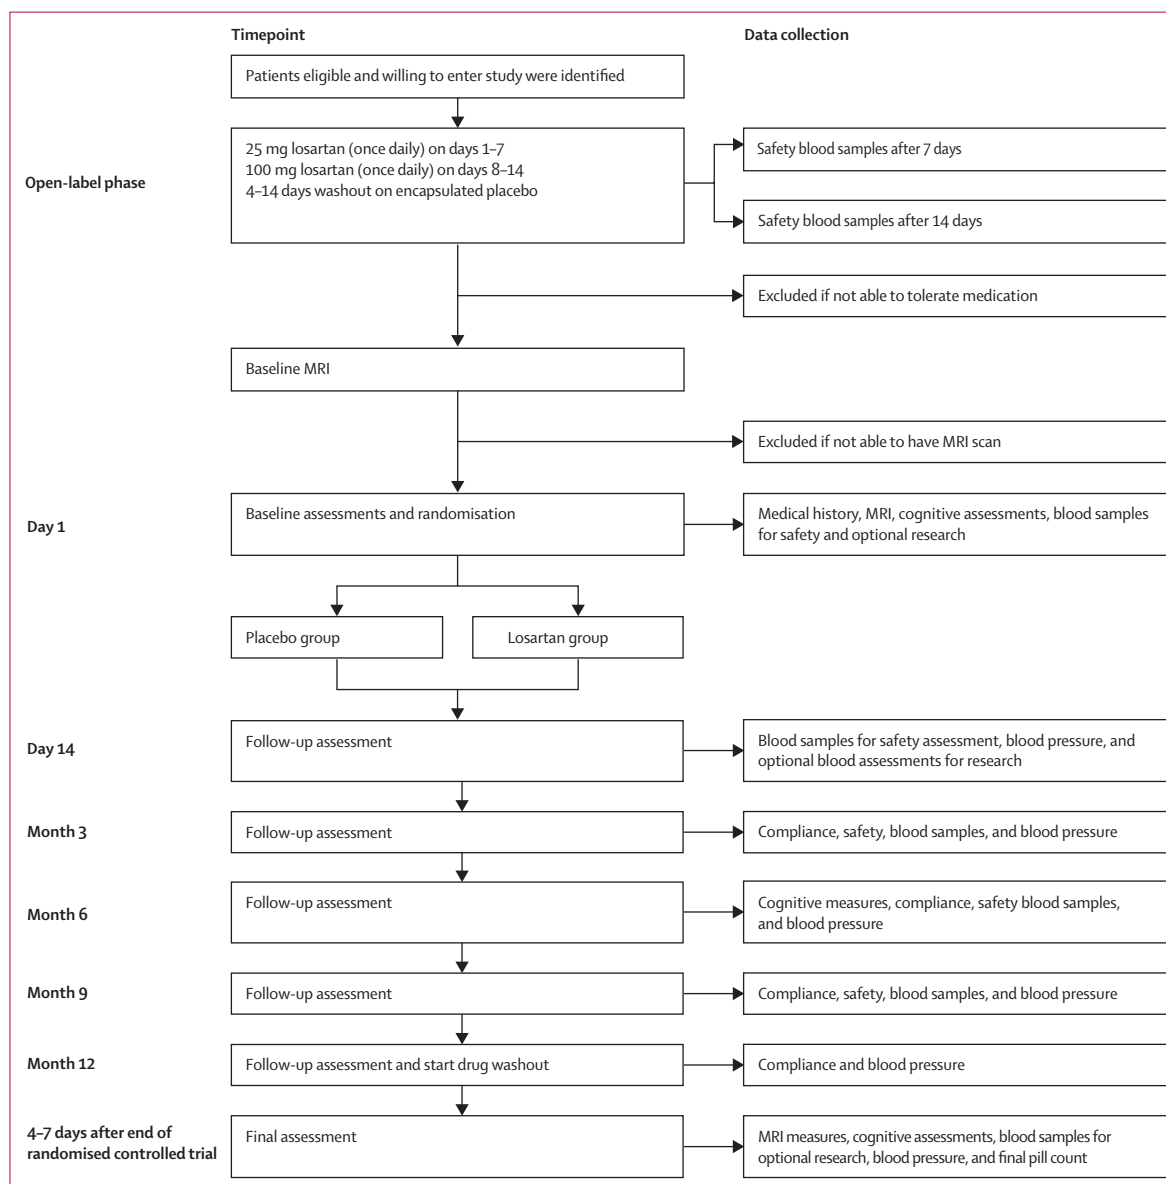 Timepoint
Data collection
Patients eligible and willing to enter study were identified
Open-label phase
25 mg losartan (once daily) on days 1–7
100 mg losartan (once daily) on days 8–14
4–14 days washout on encapsulated placebo
Safety blood samples after 7 days
Safety blood samples after 14 days
Excluded if not able to tolerate medication
Baseline MRI
Excluded if not able to have MRI scan
Day 1
Baseline assessments and randomisation
Medical history, MRI, cognitive assessments, blood samples
for safety and optional research
Placebo group
Losartan group
Day 14
Follow-up assessment
Blood samples for safety assessment, blood pressure, and
optional blood assessments for research
Month 3
Follow-up assessment
Compliance, safety, blood samples, and blood pressure
Month 6
Follow-up assessment
Cognitive measures, compliance, safety blood samples,
and blood pressure
Month 9
Follow-up assessment
Compliance, safety, blood samples, and blood pressure
Month 12
Follow-up assessment and start drug washout
Compliance and blood pressure
4–7 days after end of
randomised controlled trial
Final assessment
MRI measures, cognitive assessments, blood samples for
optional research, blood pressure, and final pill count